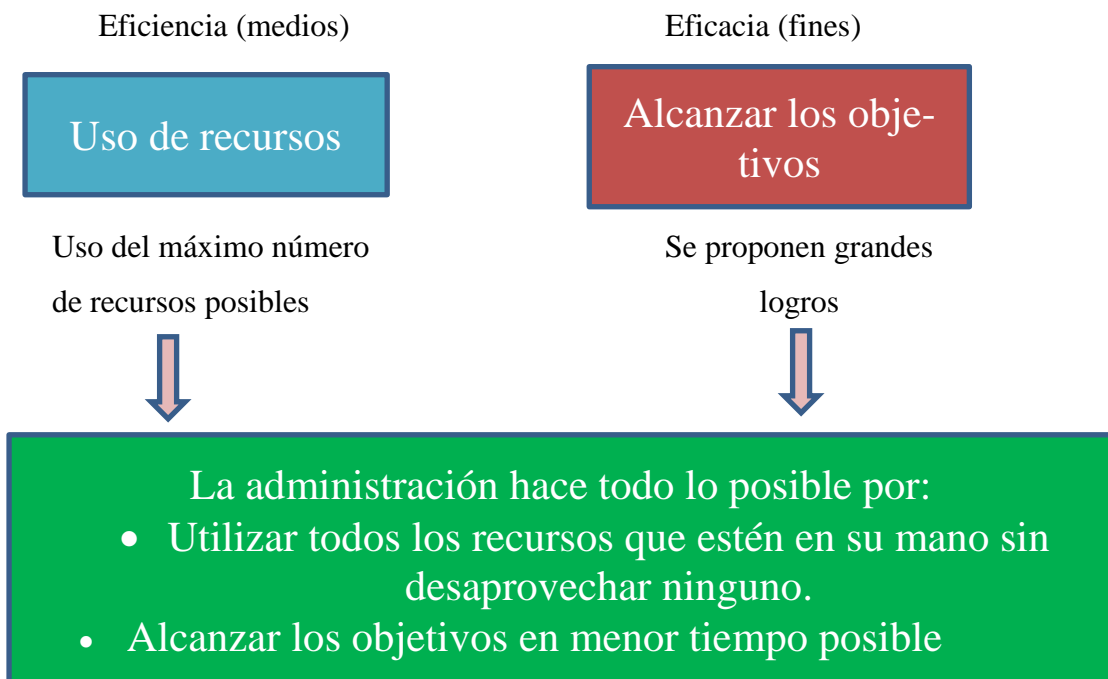 Eficiencia (medios)
Eficacia (fines)
Uso de recursos
Alcanzar los obje-
tivos
Uso del máximo número
de recursos posibles
Se proponen grandes
logros
La administración hace todo lo posible por:
• Utilizar todos los recursos que estén en su mano sin
desaprovechar ninguno.
• Alcanzar los objetivos en menor tiempo posible